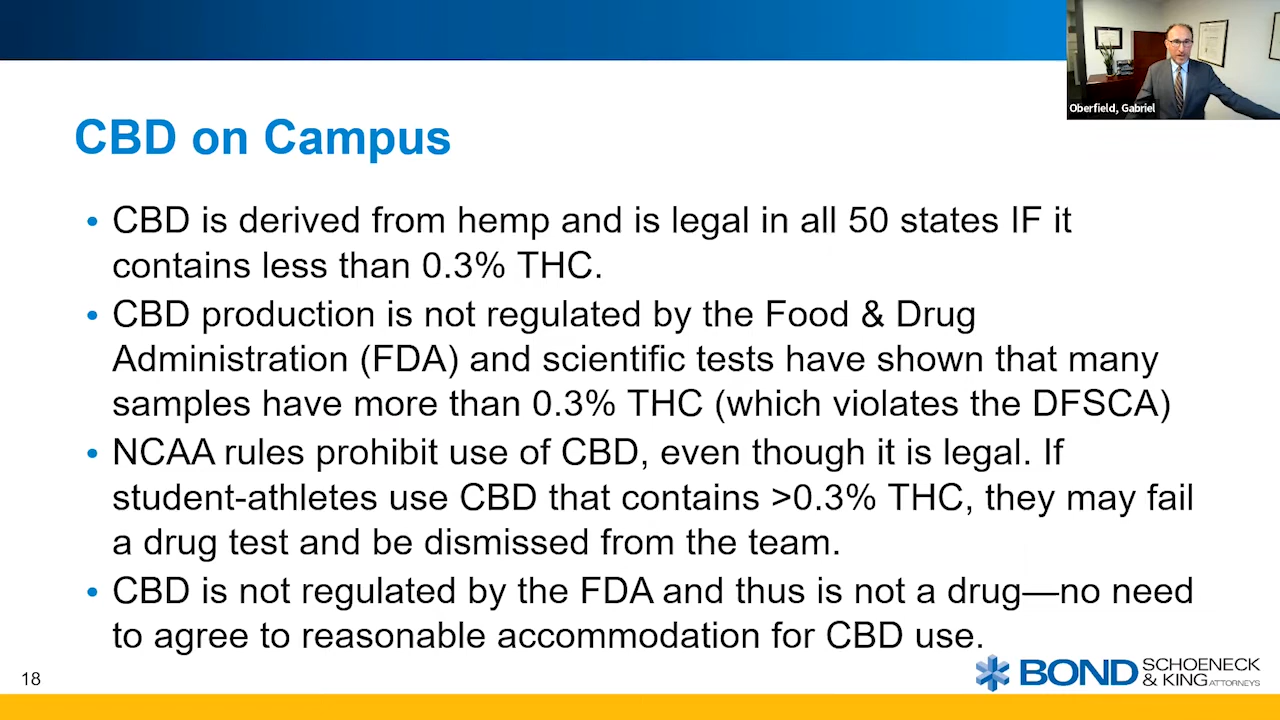 Oberfield, Gabriel
CBD on Campus
• CBD is derived from hemp and is legal in all 50 states IF it
contains less than 0.3% THC.
• CBD production is not regulated by the Food & Drug
Administration (FDA) and scientific tests have shown that many
samples have more than 0.3% THC (which violates the DFSCA)
• NCAA rules prohibit use of CBD, even though it is legal. If
student-athletes use CBD that contains >0.3% THC, they may fail
a drug test and be dismissed from the team.
• CBD is not regulated by the FDA and thus is not a drug—no need
to agree to reasonable accommodation for CBD use.
18
BOND SCHOENECK
& KING ATTORNEYS